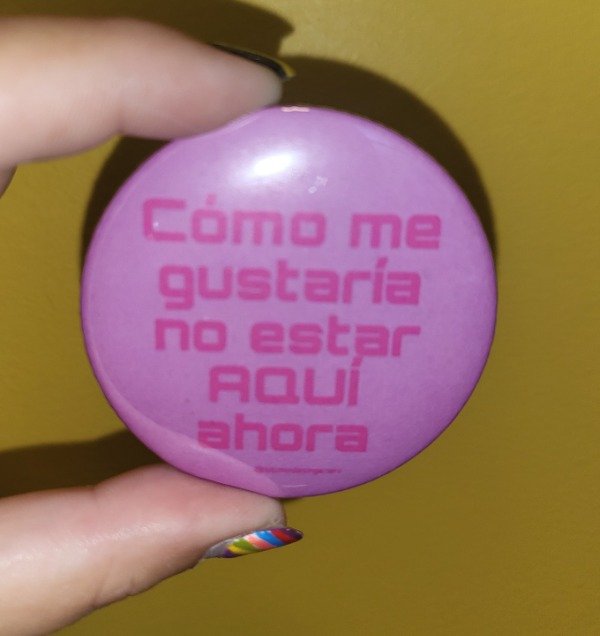 Cómo me
gustaría
no estar
AQUÍ
ahora